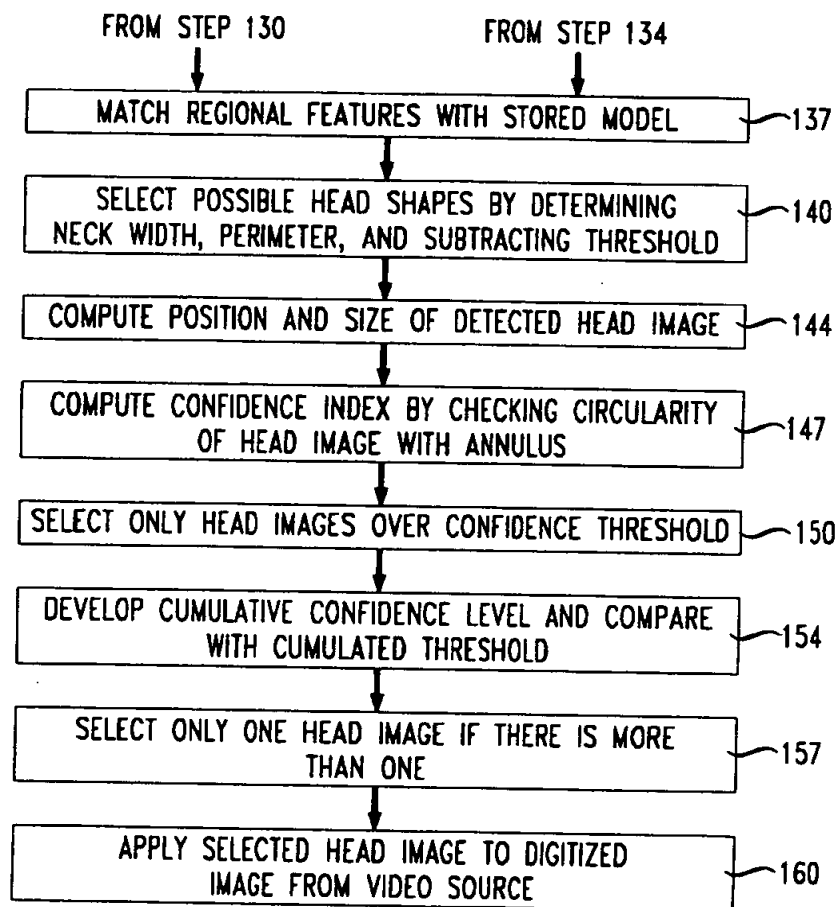 FROM STEP 130
FROM STEP 134
MATCH REGIONAL FEATURES WITH STORED MODEL
137
SELECT POSSIBLE HEAD SHAPES BY DETERMINING
NECK WIDTH, PERIMETER, AND SUBTRACTING THRESHOLD
140
COMPUTE POSITION AND SIZE OF DETECTED HEAD IMAGE
144
COMPUTE CONFIDENCE INDEX BY CHECKING CIRCULARITY
OF HEAD IMAGE WITH ANNULUS
147
SELECT ONLY HEAD IMAGES OVER CONFIDENCE THRESHOLD
150
DEVELOP CUMULATIVE CONFIDENCE LEVEL AND COMPARE
WITH CUMULATED THRESHOLD
154
SELECT ONLY ONE HEAD IMAGE IF THERE IS MORE
THAN ONE
157
APPLY SELECTED HEAD IMAGE TO DIGITIZED
IMAGE FROM VIDEO SOURCE
160